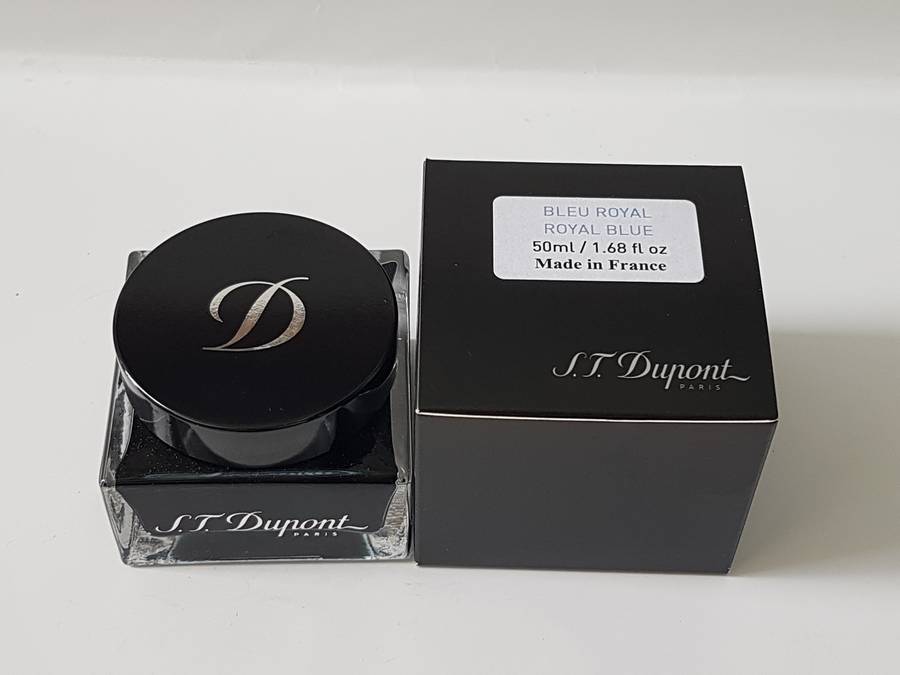 D
S.T. Dupont
PARIS
BLEU ROYAL
ROYAL BLUE
50ml / 1.68 fl oz
Made in France
S.T. Dupont
PARIS